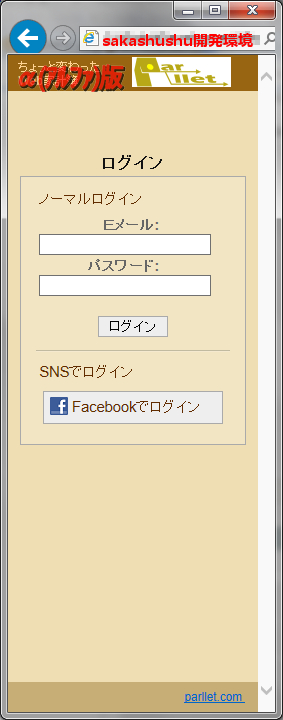 sakashushu開発環境
ちょっと変わった
α(アルファ)版
Parllet.
ログイン
ノーマルログイン
Eメール:
パスワード:
ログイン
SNSでログイン
Facebookでログイン
parllet.com